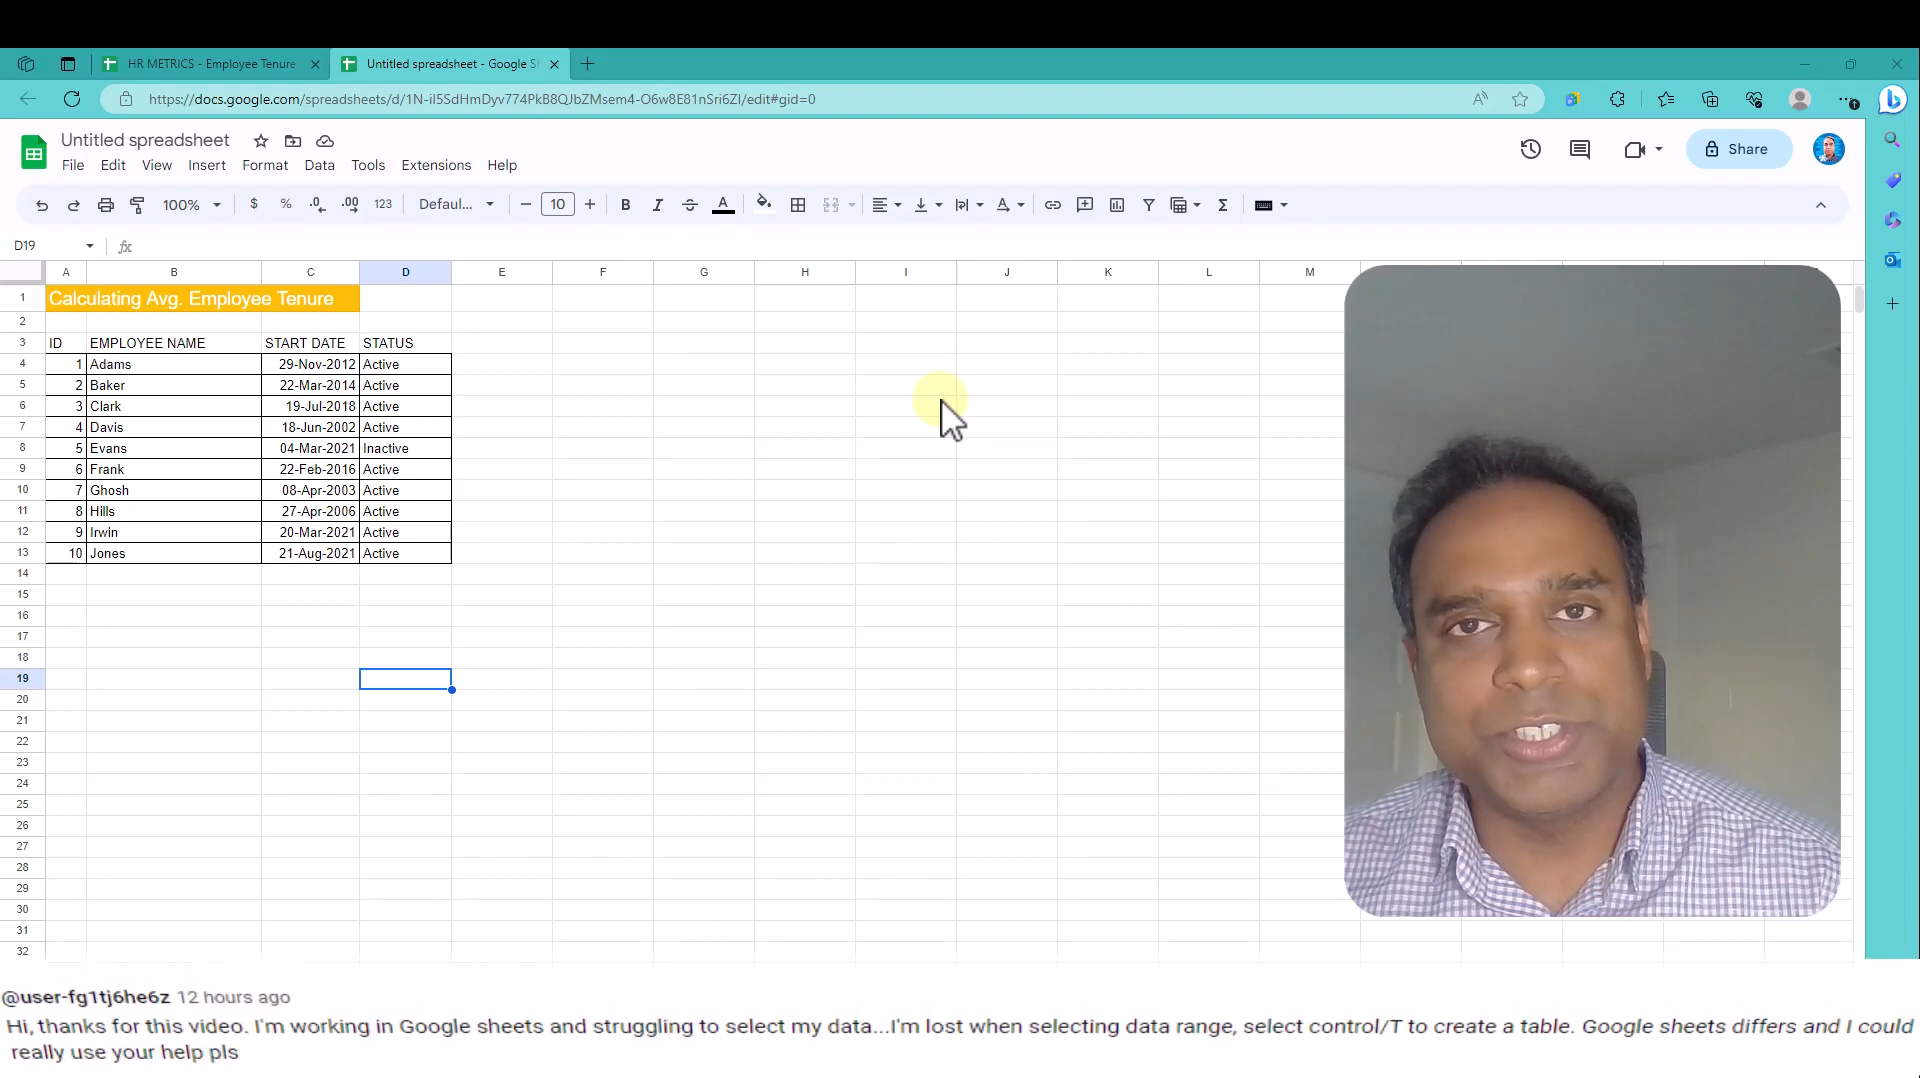 HR METRICS - Employee Tenure
Untitled spreadsheet - Google S
https://docs.google.com/spreadsheets/d/1N-iI5SdHmDyv774PkB8QJbZMsem4-O6w8E81nSri6ZI/edit#gid=0
Untitled spreadsheet
File Edit View Insert Format Data Tools Extensions Help
Share
100% $ % .0 .00 123 Defaul... 10 B I A
D19
A B C D E F G H I J K L M
1 Calculating Avg. Employee Tenure
2
3 ID EMPLOYEE NAME START DATE STATUS
4 1 Adams 29-Nov-2012 Active
5 2 Baker 22-Mar-2014 Active
6 3 Clark 19-Jul-2018 Active
7 4 Davis 18-Jun-2002 Active
8 5 Evans 04-Mar-2021 Inactive
9 6 Frank 22-Feb-2016 Active
10 7 Ghosh 08-Apr-2003 Active
11 8 Hills 27-Apr-2006 Active
12 9 Irwin 20-Mar-2021 Active
13 10 Jones 21-Aug-2021 Active
14
15
16
17
18
19
20
21
22
23
24
25
26
27
28
29
30
31
32
@user-fg1tj6he6z 12 hours ago
Hi, thanks for this video. I'm working in Google sheets and struggling to select my data...I'm lost when selecting data range, select control/T to create a table. Google sheets differs and I could
really use your help pls